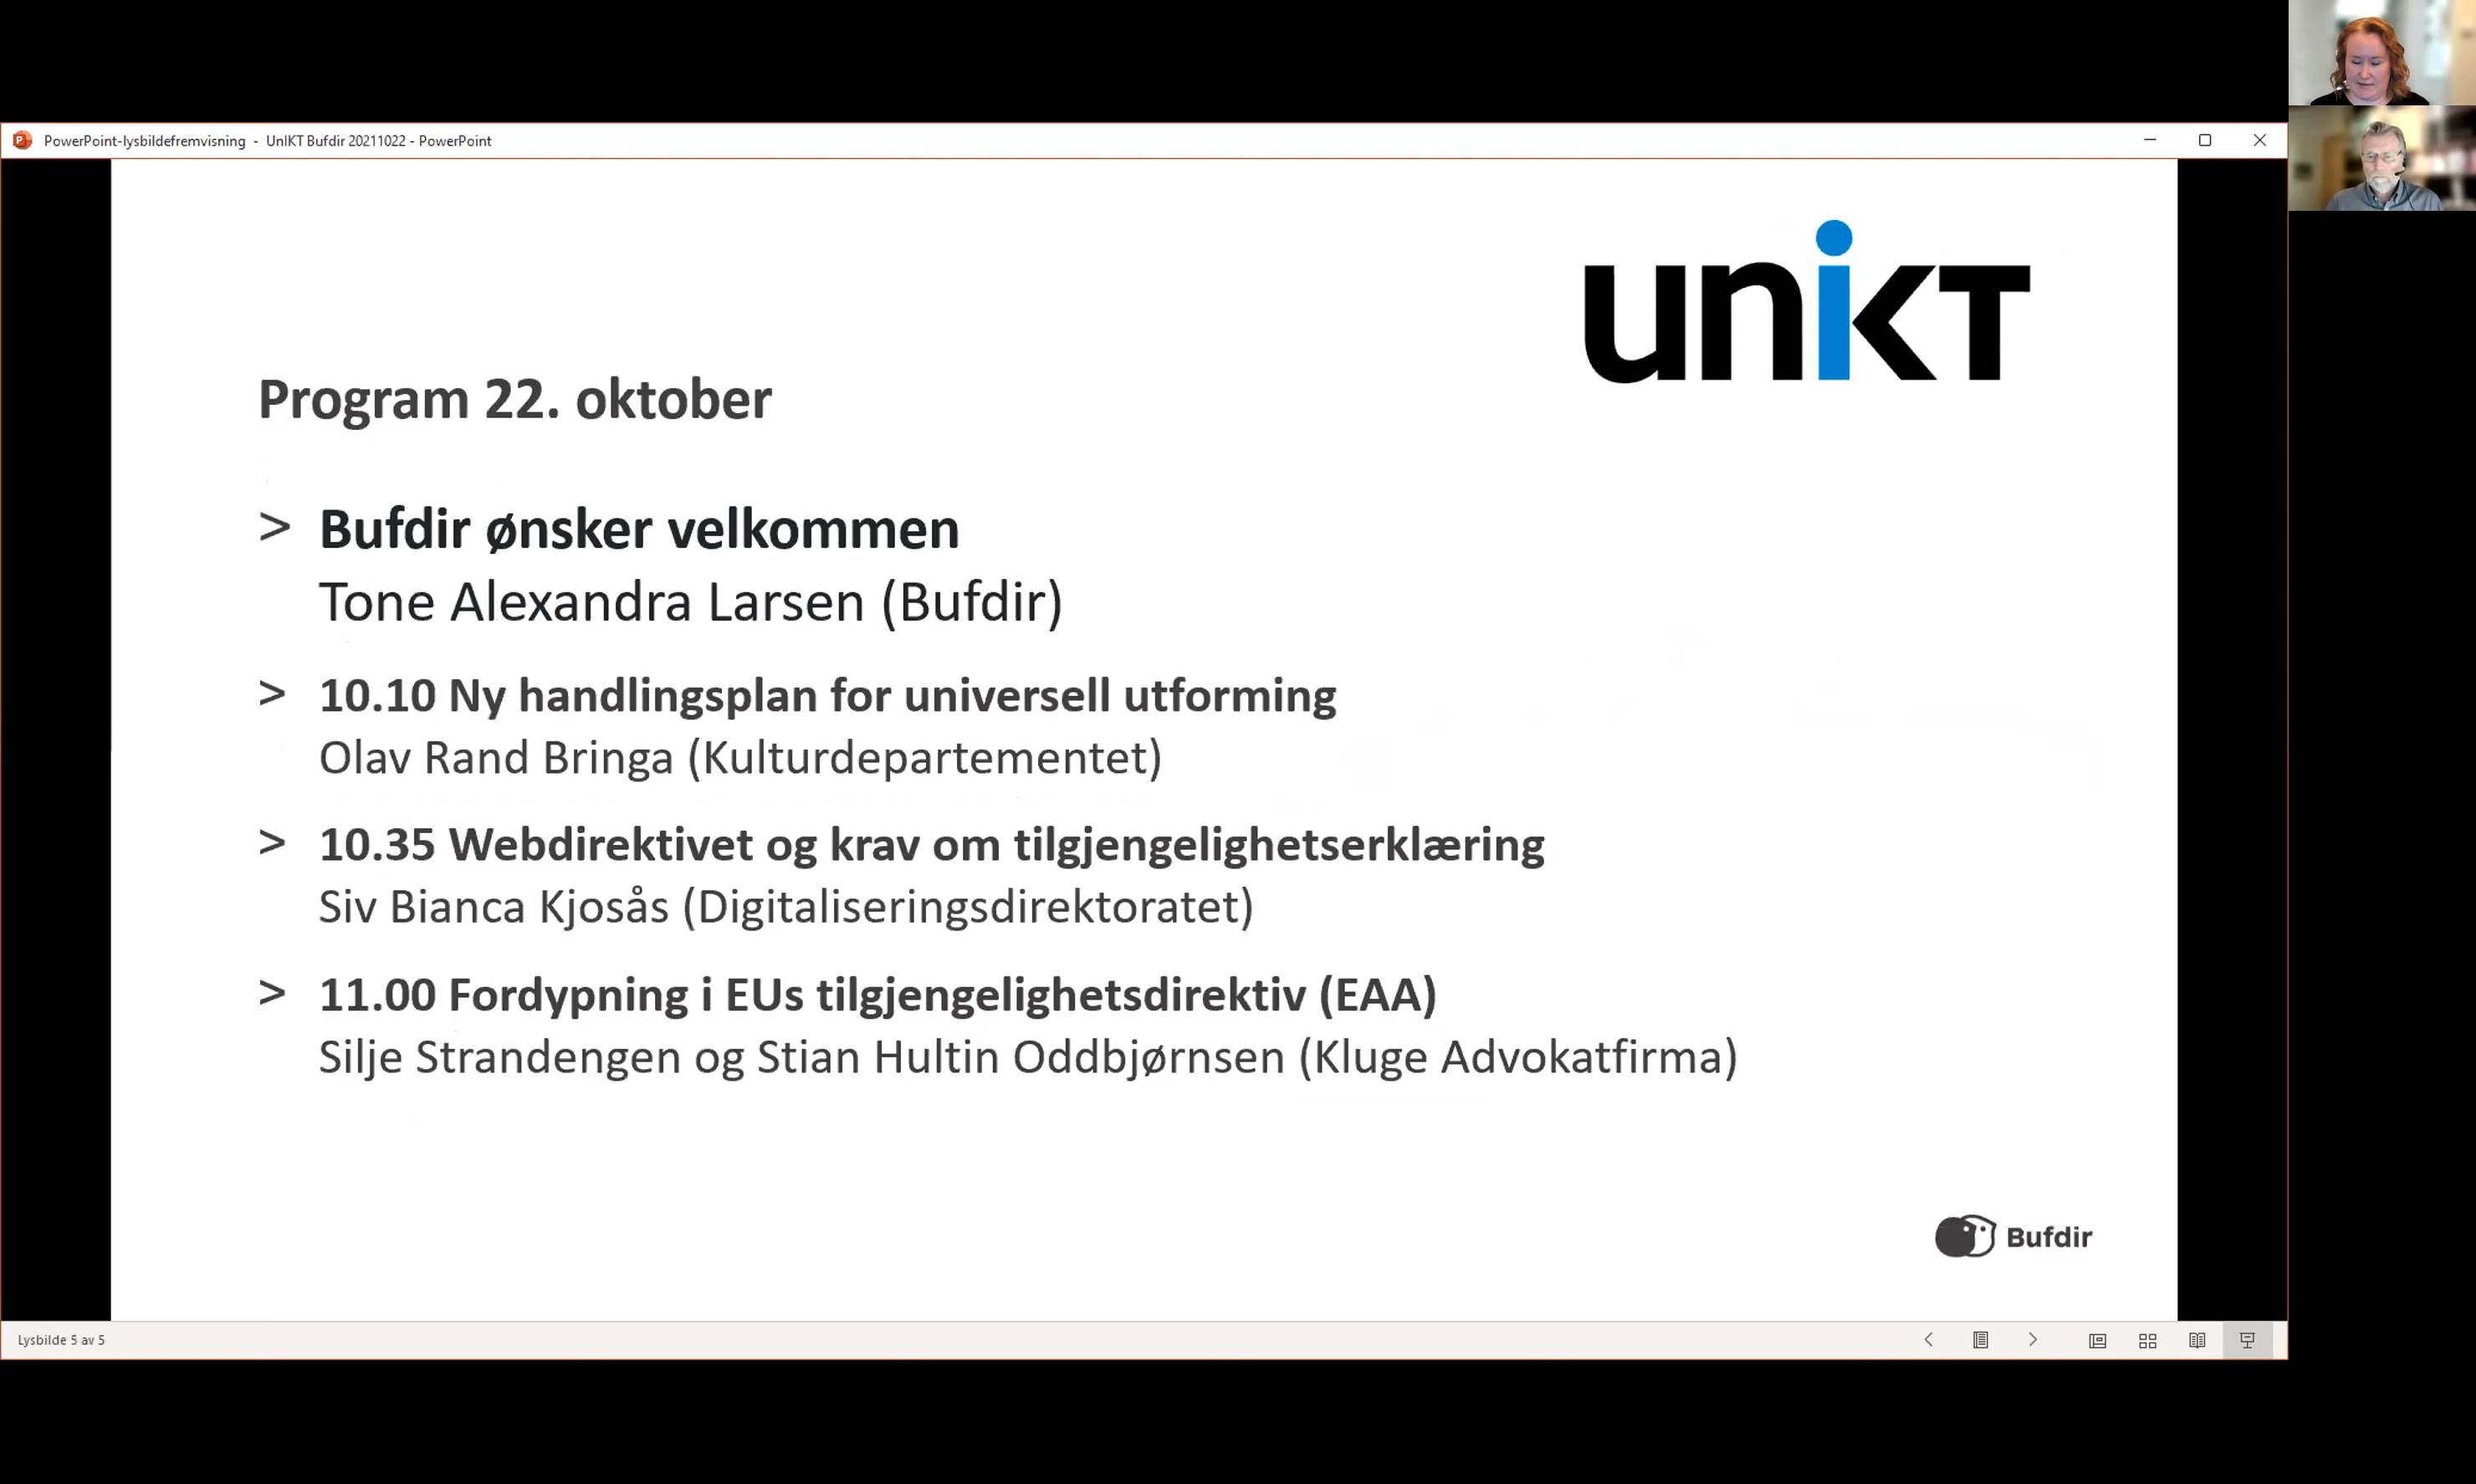 PowerPoint-lysbildefremvisning - UnIKT Bufdir 20211022 - PowerPoint
unikT
Program 22. oktober
> Bufdir ønsker velkommen
Tone Alexandra Larsen (Bufdir)
> 10.10 Ny handlingsplan for universell utforming
Olav Rand Bringa (Kulturdepartementet)
> 10.35 Webdirektivet og krav om tilgjengelighetserklæring
Siv Bianca Kjosås (Digitaliseringsdirektoratet)
> 11.00 Fordypning i EUs tilgjengelighetsdirektiv (EAA)
Silje Strandengen og Stian Hultin Oddbjørnsen (Kluge Advokatfirma)
Bufdir
Lysbilde 5 av 5